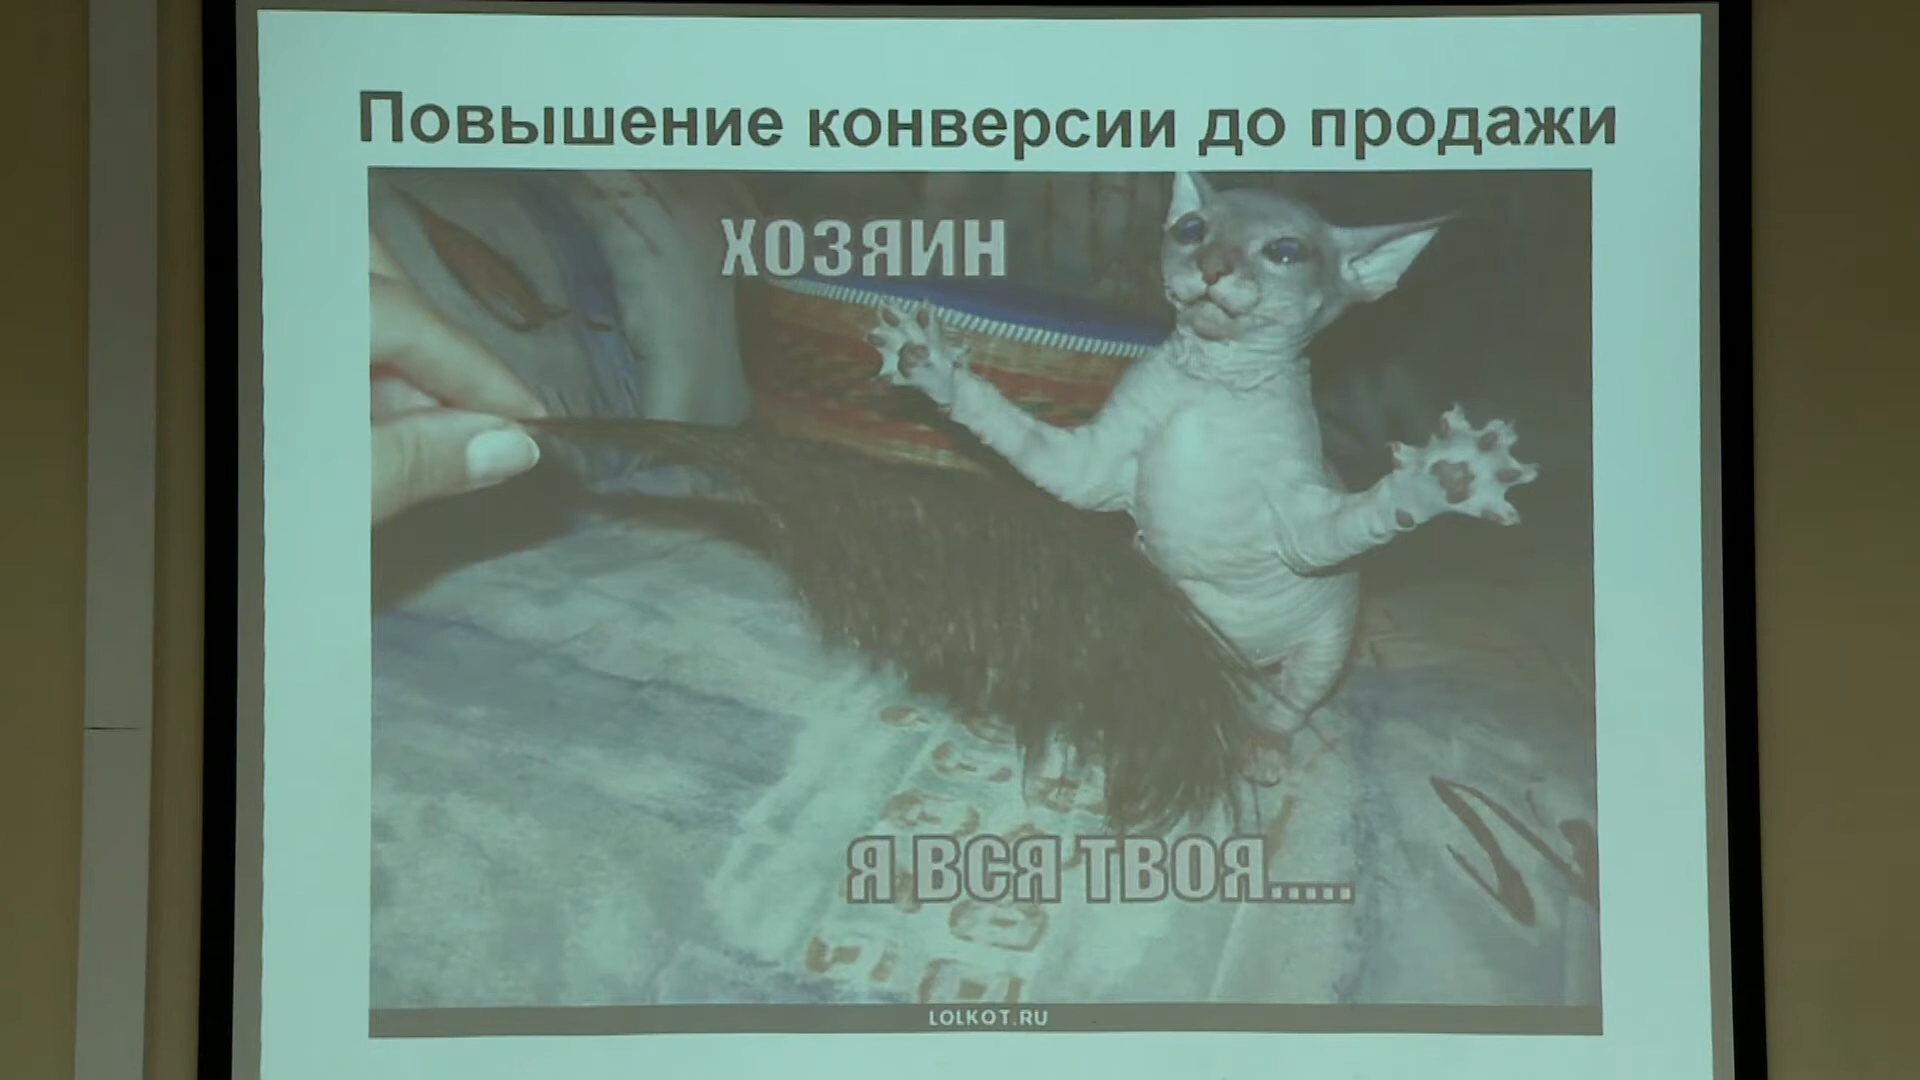 Повышение конверсии до продажи
ХОЗЯИН
Я ВСЯ ТВОЯ.....
LOLKOT.RU